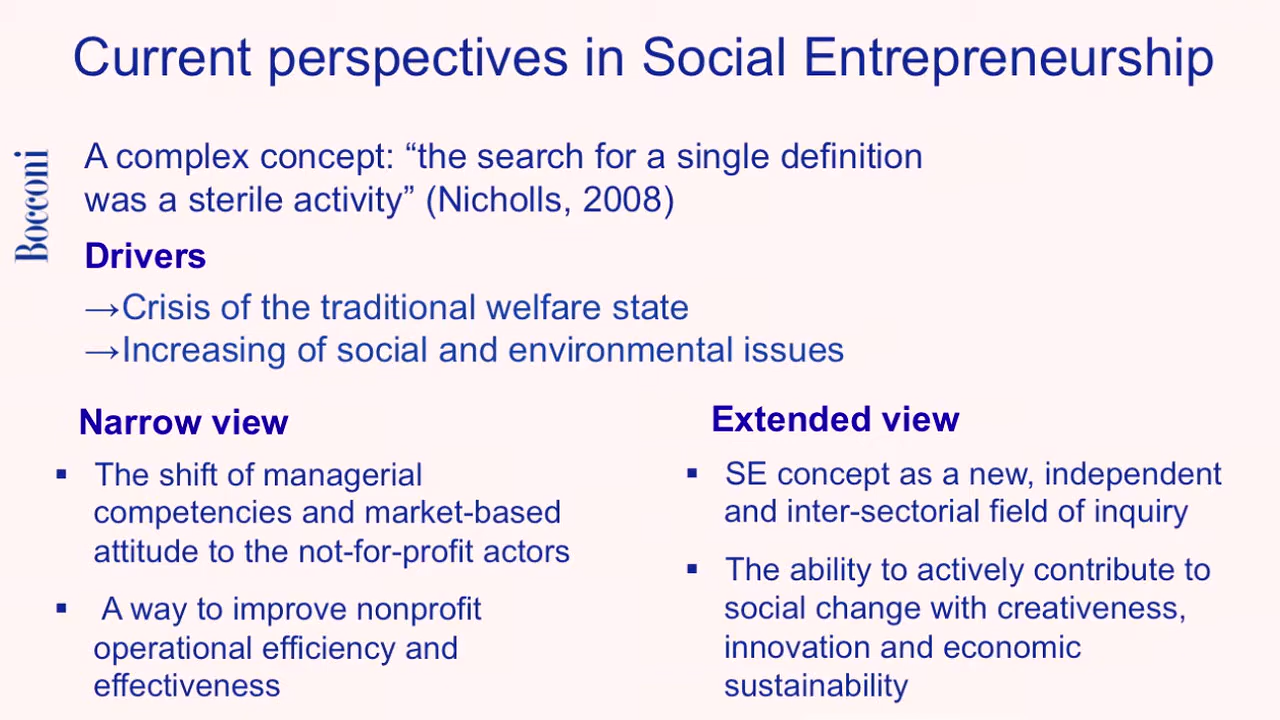 Current perspectives in Social Entrepreneurship
Bocconi
A complex concept: “the search for a single definition
was a sterile activity” (Nicholls, 2008)
Drivers
→Crisis of the traditional welfare state
→Increasing of social and environmental issues
Narrow view
▪ The shift of managerial
competencies and market-based
attitude to the not-for-profit actors
▪ A way to improve nonprofit
operational efficiency and
effectiveness
Extended view
▪ SE concept as a new, independent
and inter-sectorial field of inquiry
▪ The ability to actively contribute to
social change with creativeness,
innovation and economic
sustainability